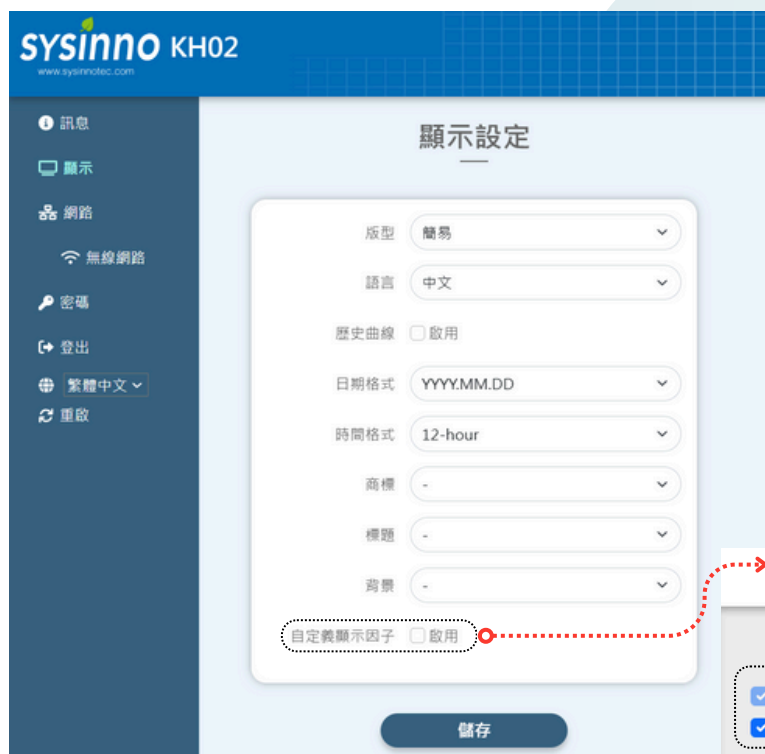 sysinno KH02
www.sysinnotec.com
訊息
顯示
網路
無線網路
密碼
登出
繁體中文
重啟
顯示設定
版型 簡易
語言 中文
歷史曲線 啟用
日期格式 YYYY.MM.DD
時間格式 12-hour
商標 -
標題 -
背景 -
自定義顯示因子 啟用
儲存